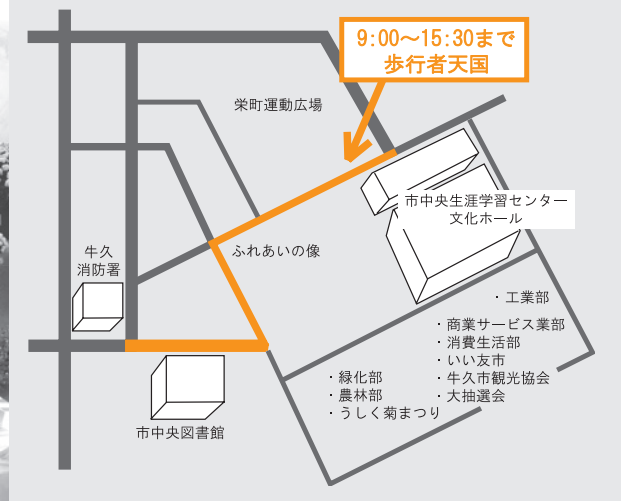 9:00～15:30まで
歩行者天国
栄町運動広場
市中央生涯学習センター
文化ホール
ふれあいの像
牛久
消防署
市中央図書館
・工業部
・商業サービス業部
・消費生活部
・いい友市
・牛久市観光協会
・大抽選会
・緑化部
・農林部
・うしく菊まつり